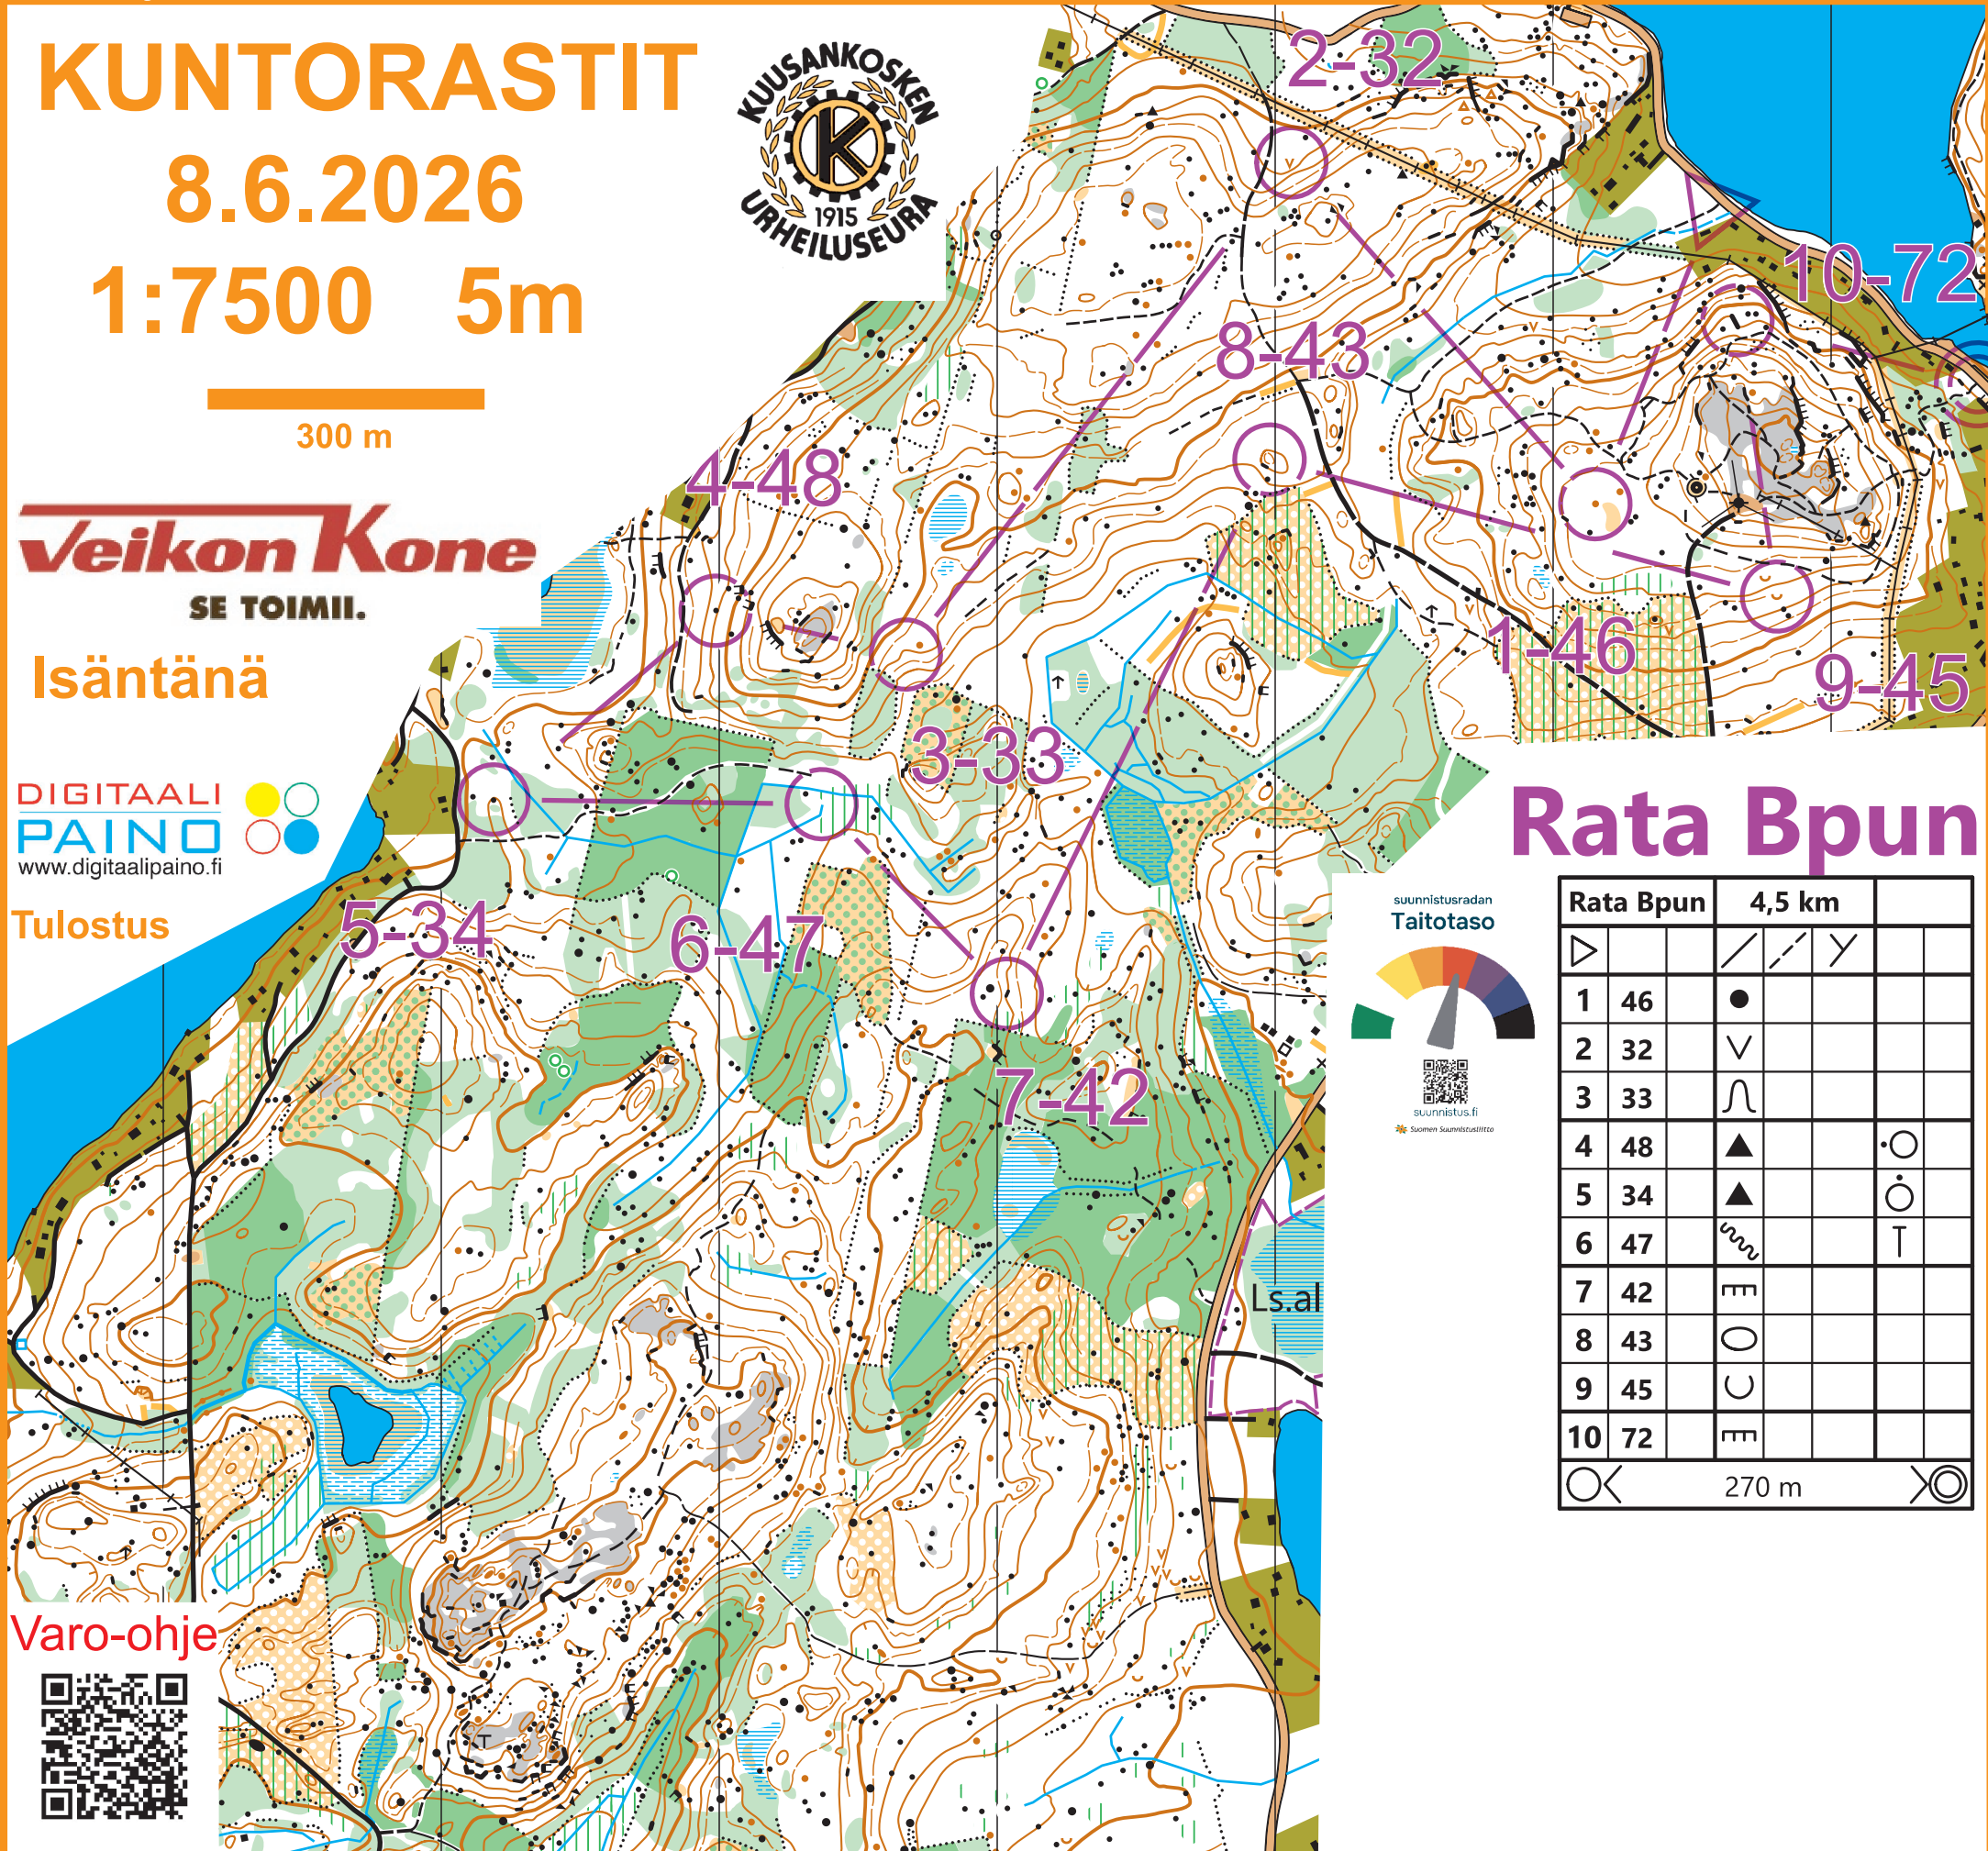 KUNTORASTIT
8.6.2026
1:7500 5m
300 m
KUUSANKOSKEN
K
1915
URHEILUSEURA
Veikon Kone
SE TOIMII.
Isäntänä
DIGITAALI
PAINO
www.digitaalipaino.fi
Tulostus
2-32
10-72
8-43
4-48
1-46
9-45
3-33
5-34
6-47
7-42
Ls.al
Rata Bpun
suunnistusradan
Taitotaso
suunnistus.fi
Suomen Suunnistusliitto
Rata Bpun 4,5 km
1 46
2 32
3 33
4 48
5 34
6 47
7 42
8 43
9 45
10 72
270 m
Varo-ohje